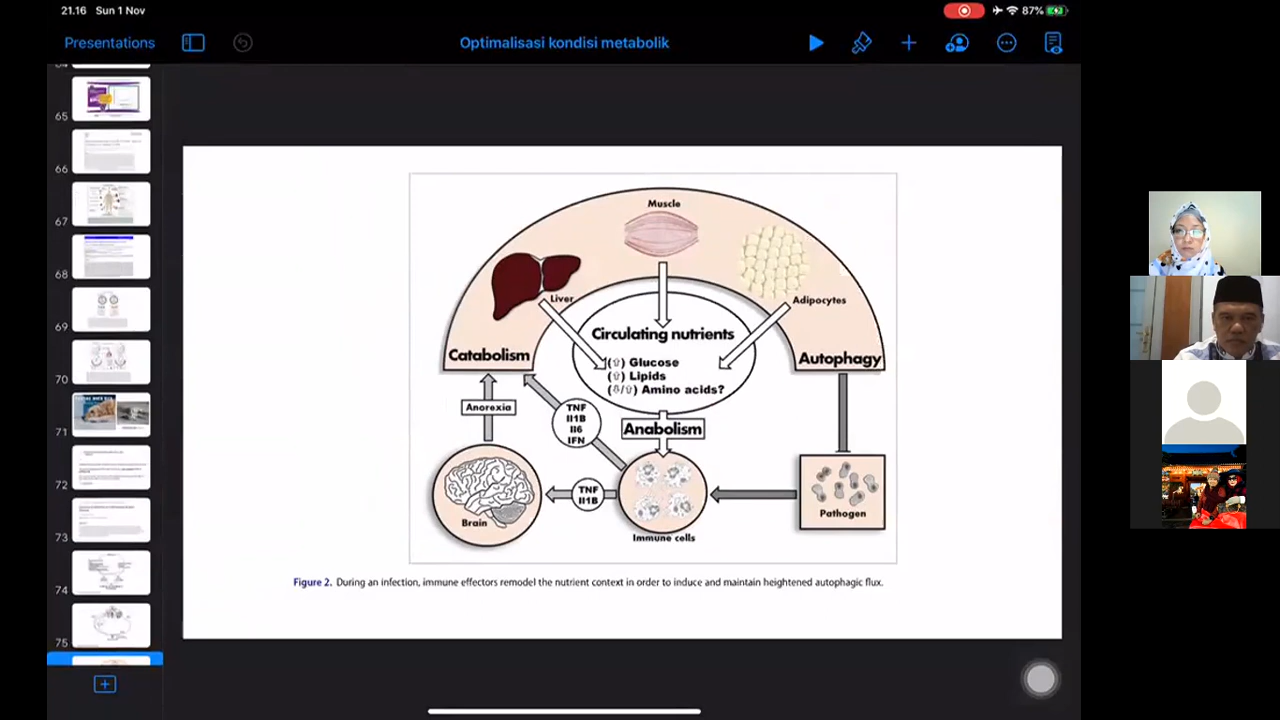 21.16 Sun 1 Nov
87%
Presentations
Optimalisasi kondisi metabolik
65
66
67
68
69
70
71
72
73
74
75
Muscle
Liver
Adipocytes
Circulating nutrients
(⇧) Glucose
(⇧) Lipids
(⇩/⇧) Amino acids?
Catabolism
Autophagy
Anorexia
TNF
Il1B
Il6
IFN
Anabolism
TNF
Il1B
Brain
Immune cells
Pathogen
Figure 2. During an infection, immune effectors remodel the nutrient context in order to induce and maintain heightened autophagic flux.